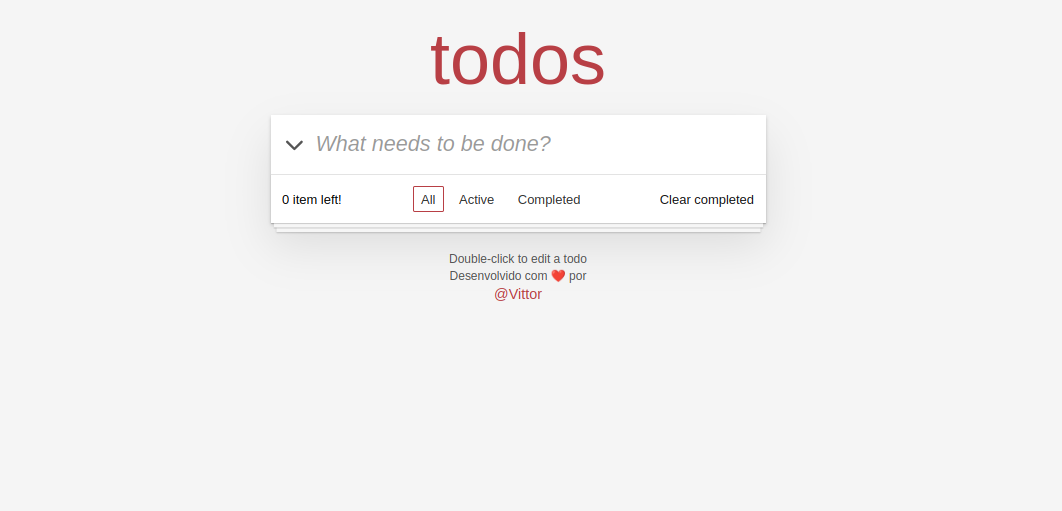 todos
What needs to be done?
0 item left! All Active Completed Clear completed
Double-click to edit a todo
Desenvolvido com ❤️ por
@Vittor